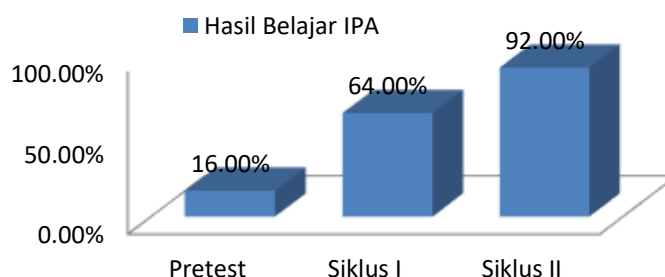 Hasil Belajar IPA
100.00%
50.00%
0.00%
16.00%
64.00%
92.00%
Pretest
Siklus I
Siklus II